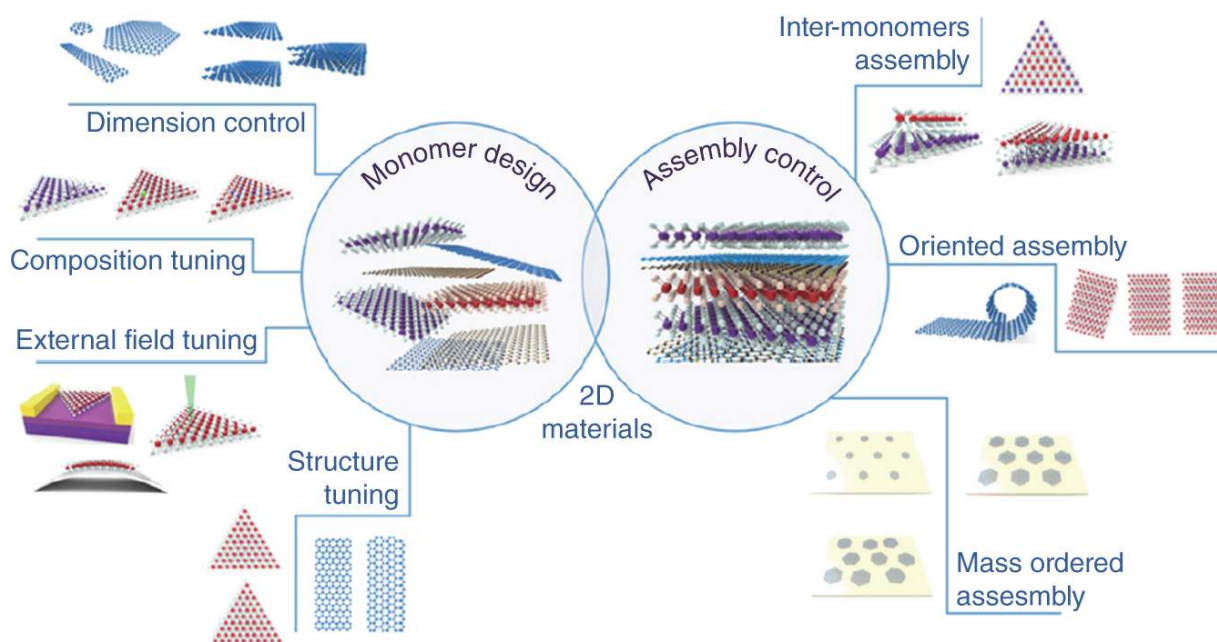 Dimension control
Composition tuning
External field tuning
Structure
tuning
Monomer design
Assembly control
2D
materials
Inter-monomers
assembly
Oriented assembly
Mass ordered
assesmbly